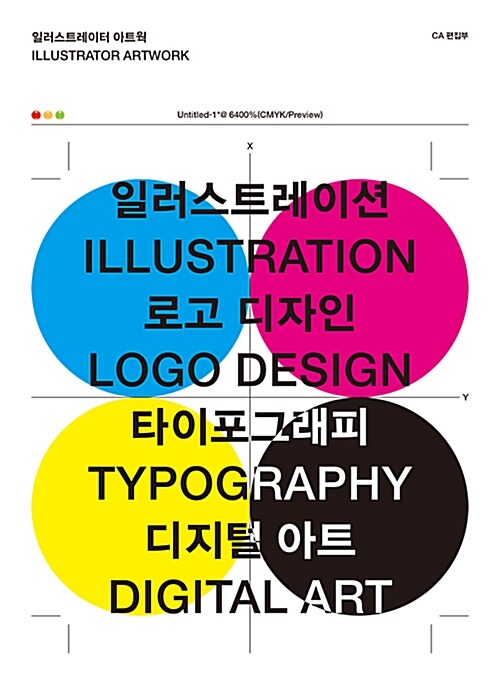 일러스트레이터 아트웍
CA 편집부
ILLUSTRATOR ARTWORK
Untitled-1*@ 6400%(CMYK/Preview)
X
일러스트레이션
ILLUSTRATION
로고 디자인
LOGO DESIGN
Y
타이포그래피
TYPOGRAPHY
디지털 아트
DIGITAL ART